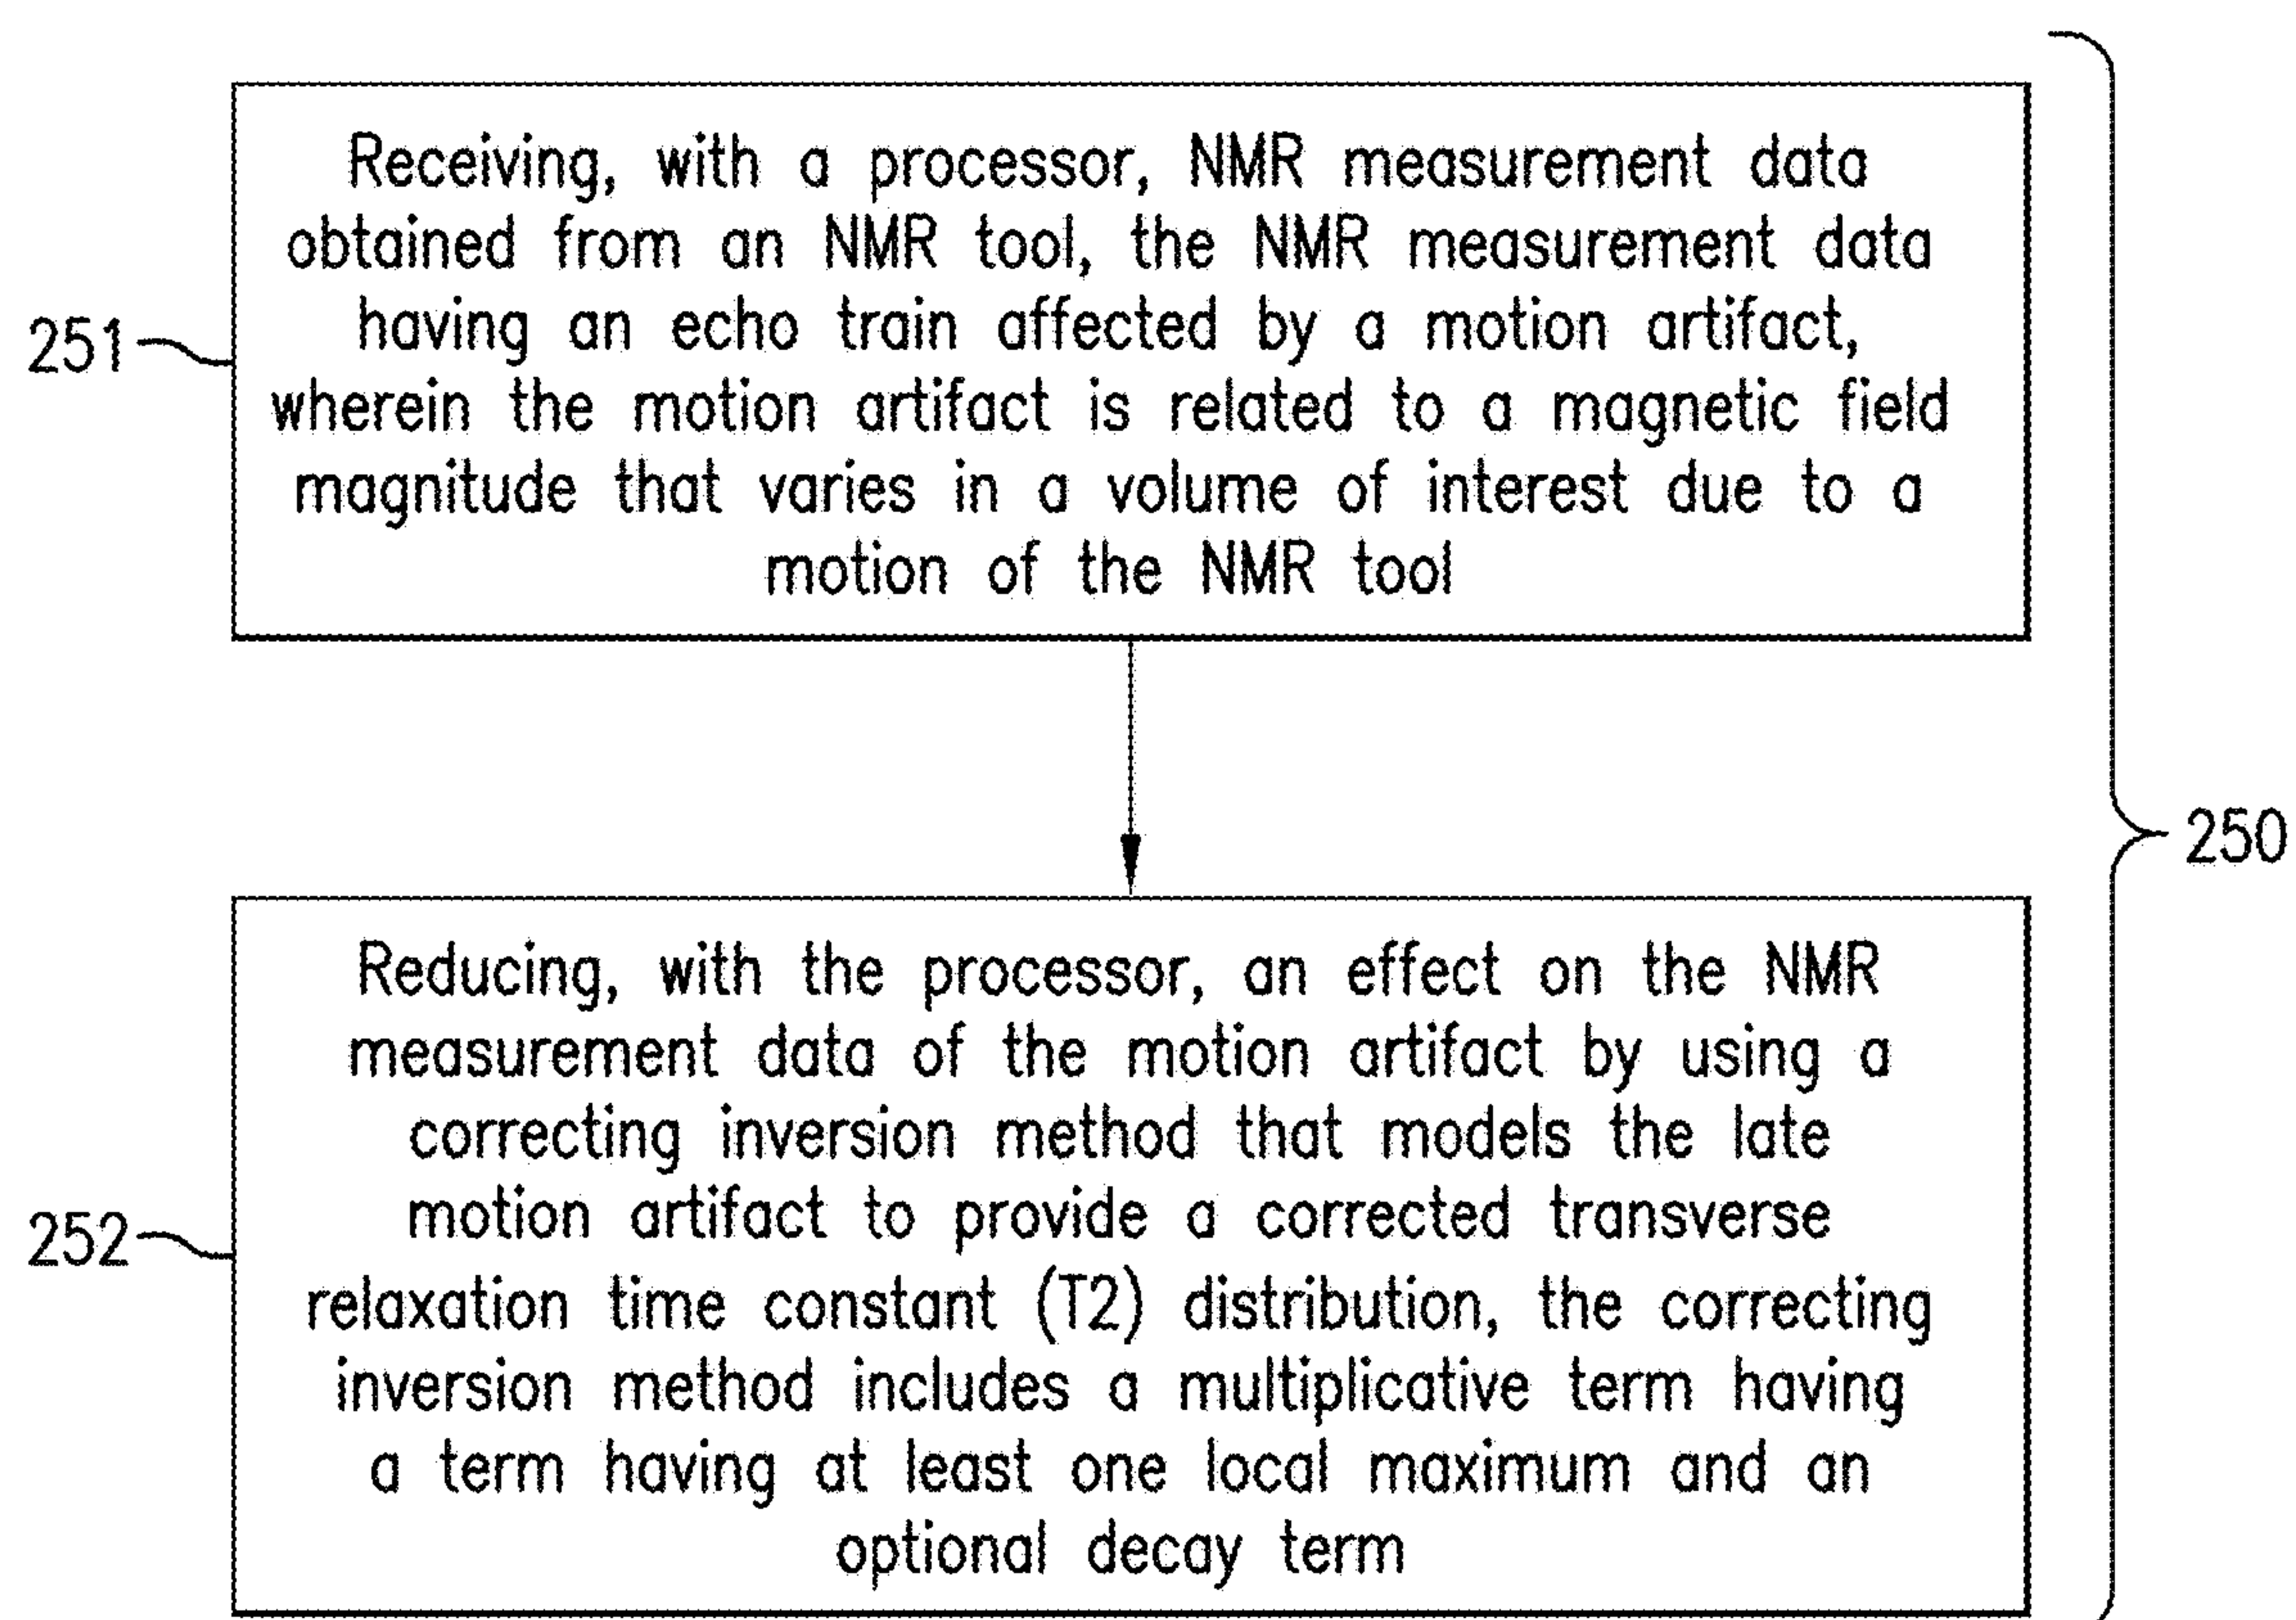 Receiving, with a processor, NMR measurement data
obtained from an NMR tool, the NMR measurement data
having an echo train affected by a motion artifact,
wherein the motion artifact is related to a magnetic field
magnitude that varies in a volume of interest due to a
motion of the NMR tool
251
250
Reducing, with the processor, an effect on the NMR
measurement data of the motion artifact by using a
correcting inversion method that models the late
motion artifact to provide a corrected transverse
relaxation time constant (T2) distribution, the correcting
inversion method includes a multiplicative term having
a term having at least one local maximum and an
optional decay term
252